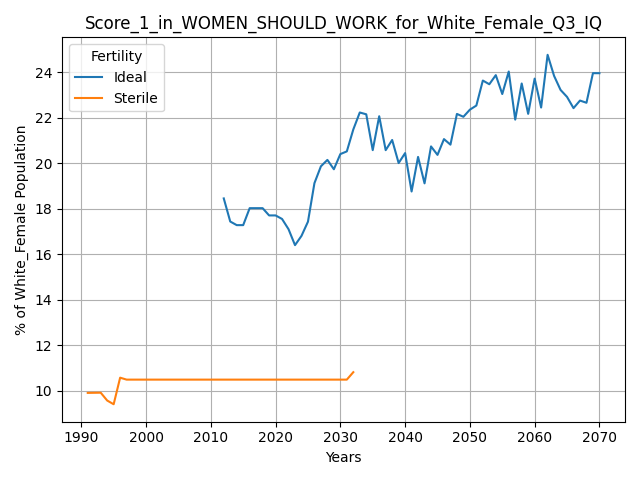 Score_1_in_WOMEN_SHOULD_WORK_for_White_Female_Q3_IQ
Fertility
Ideal
Sterile
% of White_Female Population
24
22
20
18
16
14
12
10
1990 2000 2010 2020 2030 2040 2050 2060 2070
Years